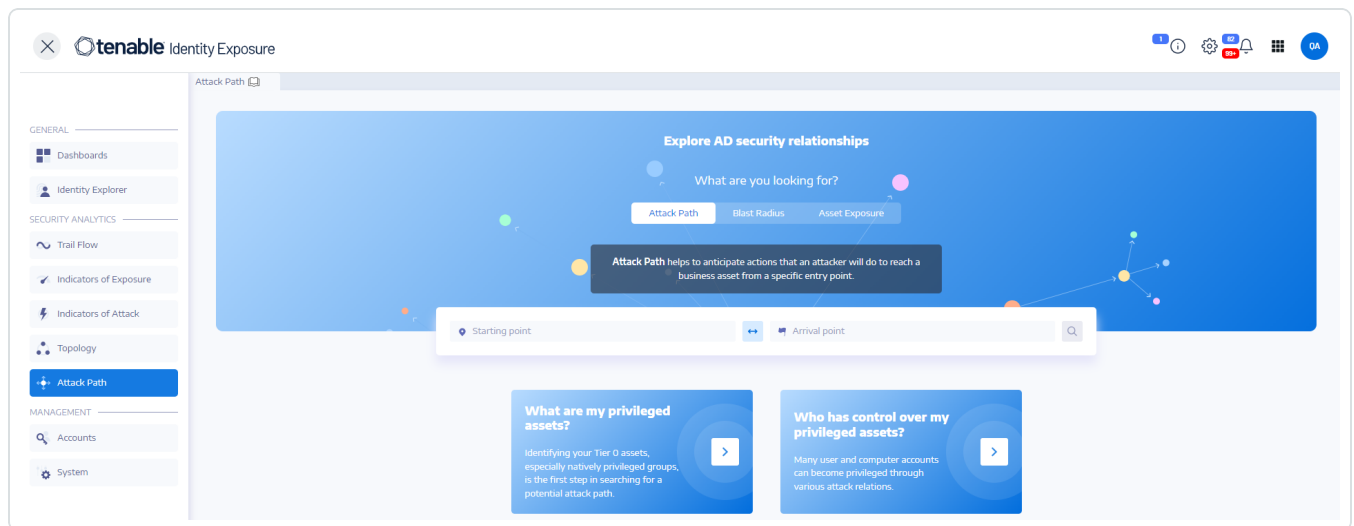 tenable Identity Exposure
1
82
99+
QA
Attack Path
GENERAL
Dashboards
Identity Explorer
SECURITY ANALYTICS
Trail Flow
Indicators of Exposure
Indicators of Attack
Topology
Attack Path
MANAGEMENT
Accounts
System
Explore AD security relationships
What are you looking for?
Attack Path Blast Radius Asset Exposure
Attack Path helps to anticipate actions that an attacker will do to reach a
business asset from a specific entry point.
Starting point
Arrival point
What are my privileged
assets?
Identifying your Tier 0 assets,
especially natively privileged groups,
is the first step in searching for a
potential attack path.
Who has control over my
privileged assets?
Many user and computer accounts
can become privileged through
various attack relations.